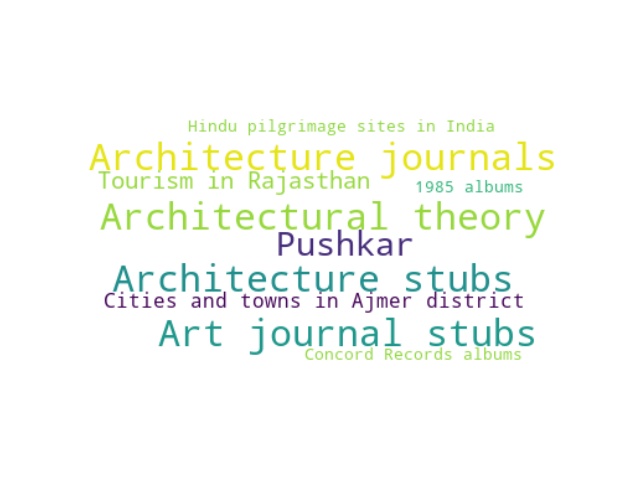 Hindu pilgrimage sites in India
Architecture journals
Tourism in Rajasthan
1985 albums
Architectural theory
Pushkar
Architecture stubs
Cities and towns in Ajmer district
Art journal stubs
Concord Records albums